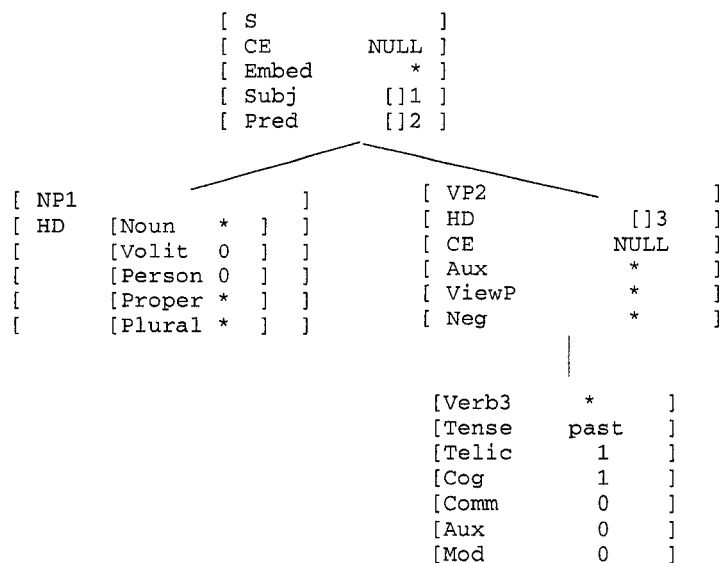 [ S ]
[ CE NULL ]
[ Embed * ]
[ Subj []1 ]
[ Pred []2 ]
[ NP1 ]
[ HD [Noun * ] ]
[ [Volit 0 ] ]
[ [Person 0 ] ]
[ [Proper * ] ]
[ [Plural * ] ]
[ VP2 ]
[ HD []3 ]
[ CE NULL ]
[ Aux * ]
[ ViewP * ]
[ Neg * ]
[Verb3 * ]
[Tense past ]
[Telic 1 ]
[Cog 1 ]
[Comm 0 ]
[Aux 0 ]
[Mod 0 ]